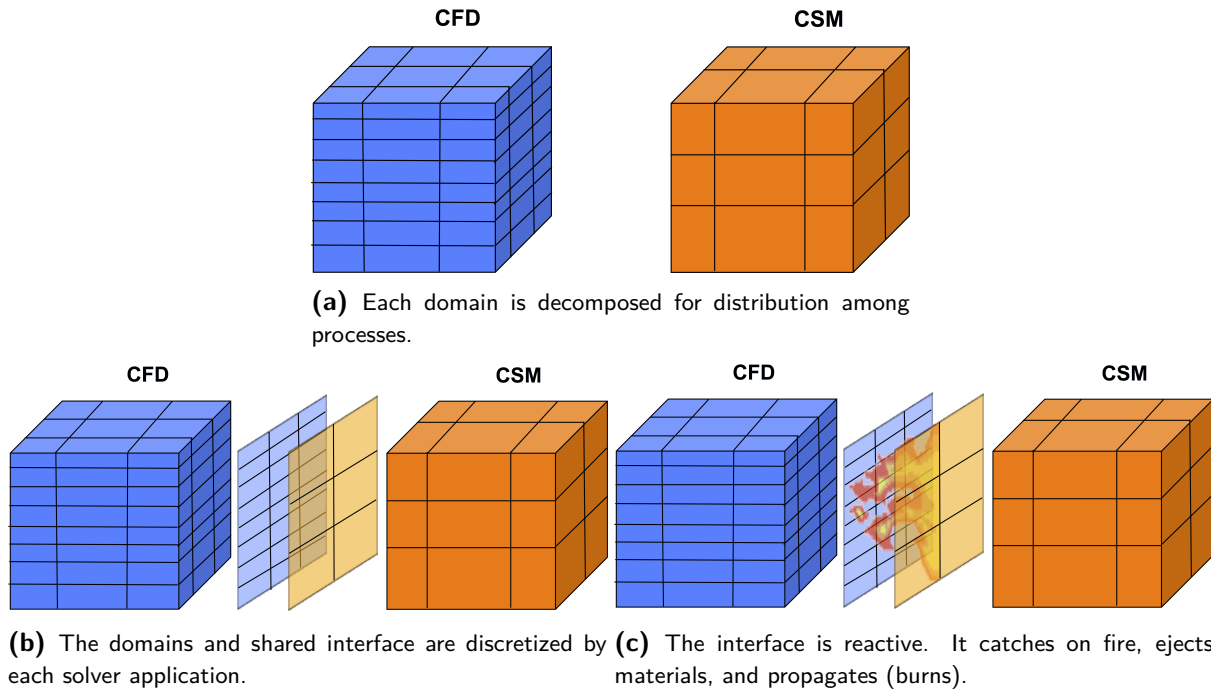 CFD
CSM
(a) Each domain is decomposed for distribution among
processes.
CFD
CSM
(b) The domains and shared interface are discretized by
each solver application.
CFD
CSM
(c) The interface is reactive. It catches on fire, ejects
materials, and propagates (burns).